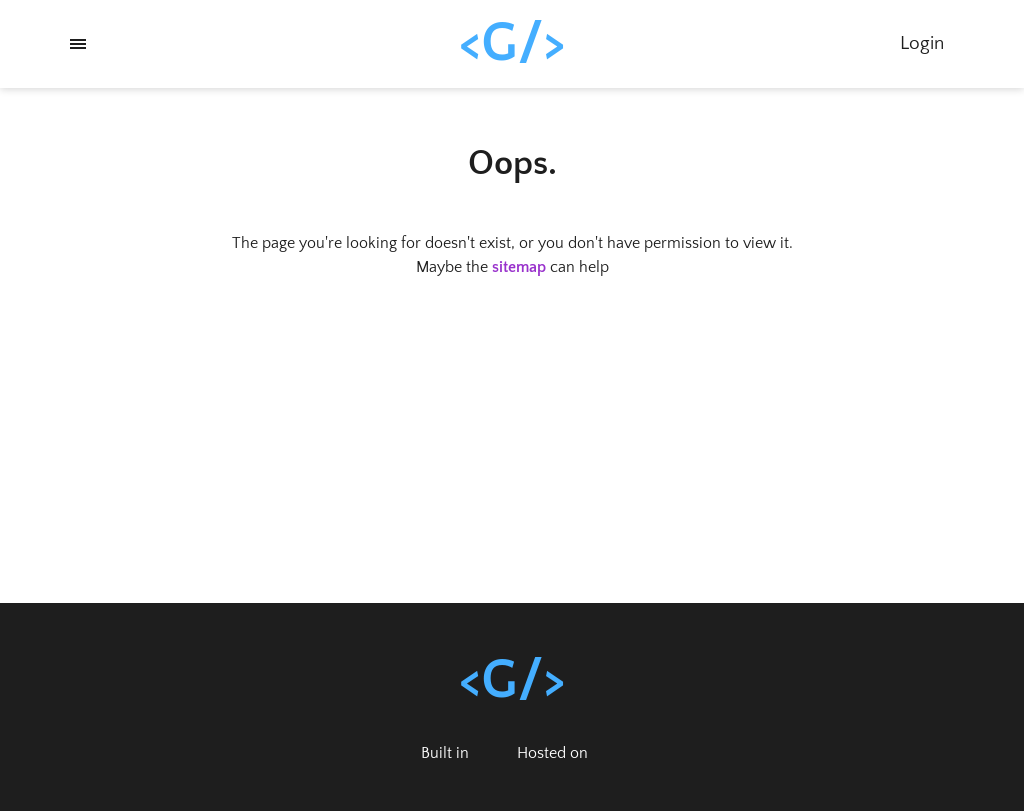 <G/>
Login
Oops.
The page you're looking for doesn't exist, or you don't have permission to view it.
Maybe the sitemap can help
<G/>
Built in
Hosted on